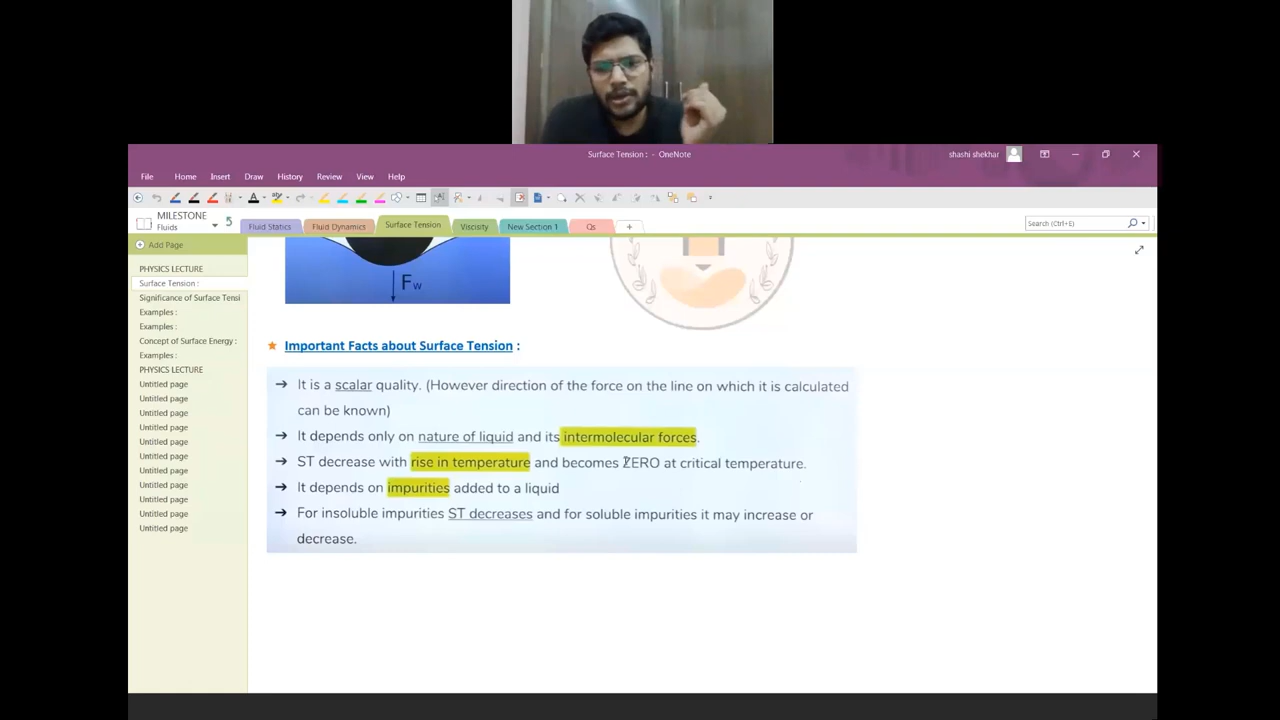 Surface Tension : - OneNote
shashi shekhar
File Home Insert Draw History Review View Help
MILESTONE
Fluids
Fluid Statics Fluid Dynamics Surface Tension Viscicity New Section 1 Qs +
Search (Ctrl+E)
Add Page
PHYSICS LECTURE
Surface Tension :
Significance of Surface Tensi
Examples :
Examples :
Concept of Surface Energy :
Examples :
PHYSICS LECTURE
Untitled page
Untitled page
Untitled page
Untitled page
Untitled page
Untitled page
Untitled page
Untitled page
Untitled page
Untitled page
Untitled page
Fw
Important Facts about Surface Tension :
→ It is a scalar quality. (However direction of the force on the line on which it is calculated
can be known)
→ It depends only on nature of liquid and its intermolecular forces.
→ ST decrease with rise in temperature and becomes ZERO at critical temperature.
→ It depends on impurities added to a liquid
→ For insoluble impurities ST decreases and for soluble impurities it may increase or
decrease.